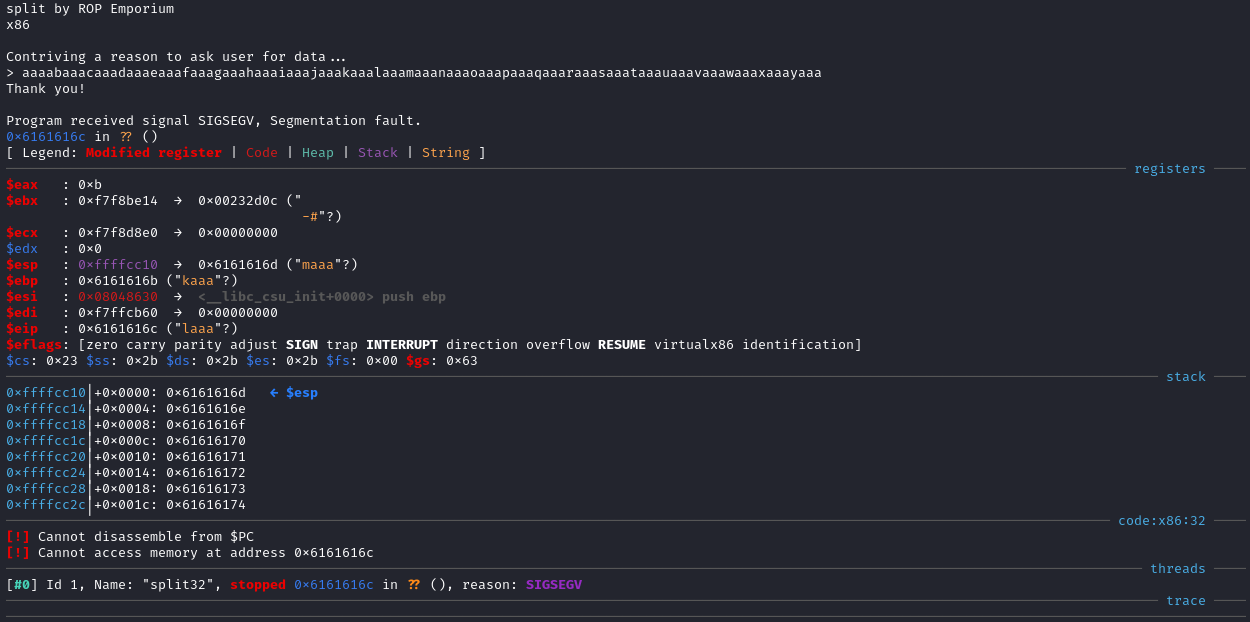 split by ROP Emporium
x86
Contriving a reason to ask user for data...
> aaaabaaacaaadaaaeaaafaaagaaahaaaiaaajaaakaaalaaamaaanaaaoaaapaaaqaaaraaasaaataaauaaavaaawaaaxaaayaaa
Thank you!
Program received signal SIGSEGV, Segmentation fault.
0x6161616c in ?? ()
[ Legend: Modified register | Code | Heap | Stack | String ]
registers
$eax   : 0xb
$ebx   : 0xf7f8be14  →  0x00232d0c ("
-#"?)
$ecx   : 0xf7f8d8e0  →  0x00000000
$edx   : 0x0
$esp   : 0xffffcc10  →  0x6161616d ("maaa"?)
$ebp   : 0x6161616b ("kaaa"?)
$esi   : 0x08048630  →  <__libc_csu_init+0000> push ebp
$edi   : 0xf7ffcb60  →  0x00000000
$eip   : 0x6161616c ("laaa"?)
$eflags: [zero carry parity adjust SIGN trap INTERRUPT direction overflow RESUME virtualx86 identification]
$cs: 0x23 $ss: 0x2b $ds: 0x2b $es: 0x2b $fs: 0x00 $gs: 0x63
stack
0xffffcc10│+0x0000: 0x6161616d   ← $esp
0xffffcc14│+0x0004: 0x6161616e
0xffffcc18│+0x0008: 0x6161616f
0xffffcc1c│+0x000c: 0x61616170
0xffffcc20│+0x0010: 0x61616171
0xffffcc24│+0x0014: 0x61616172
0xffffcc28│+0x0018: 0x61616173
0xffffcc2c│+0x001c: 0x61616174
code:x86:32
[!] Cannot disassemble from $PC
[!] Cannot access memory at address 0x6161616c
threads
[#0] Id 1, Name: "split32", stopped 0x6161616c in ?? (), reason: SIGSEGV
trace